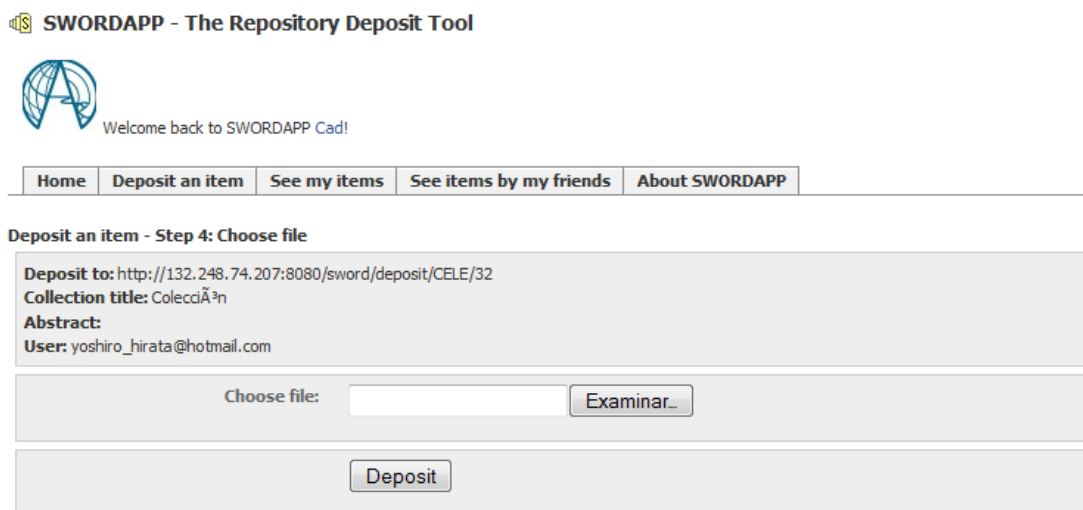 SWORDAPP - The Repository Deposit Tool
Welcome back to SWORDAPP Cad!
Home Deposit an item See my items See items by my friends About SWORDAPP
Deposit an item - Step 4: Choose file
Deposit to: http://132.248.74.207:8080/sword/deposit/CELE/32
Collection title: ColecciÃ³n
Abstract:
User: yoshiro_hirata@hotmail.com
Choose file: Examinar...
Deposit